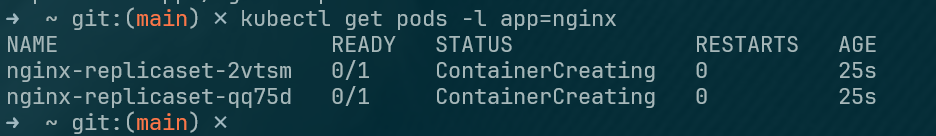 ➜  ~ git:(main) ✕ kubectl get pods -l app=nginx
NAME                     READY   STATUS              RESTARTS   AGE
nginx-replicaset-2vtsm   0/1     ContainerCreating   0          25s
nginx-replicaset-qq75d   0/1     ContainerCreating   0          25s
➜  ~ git:(main) ✕